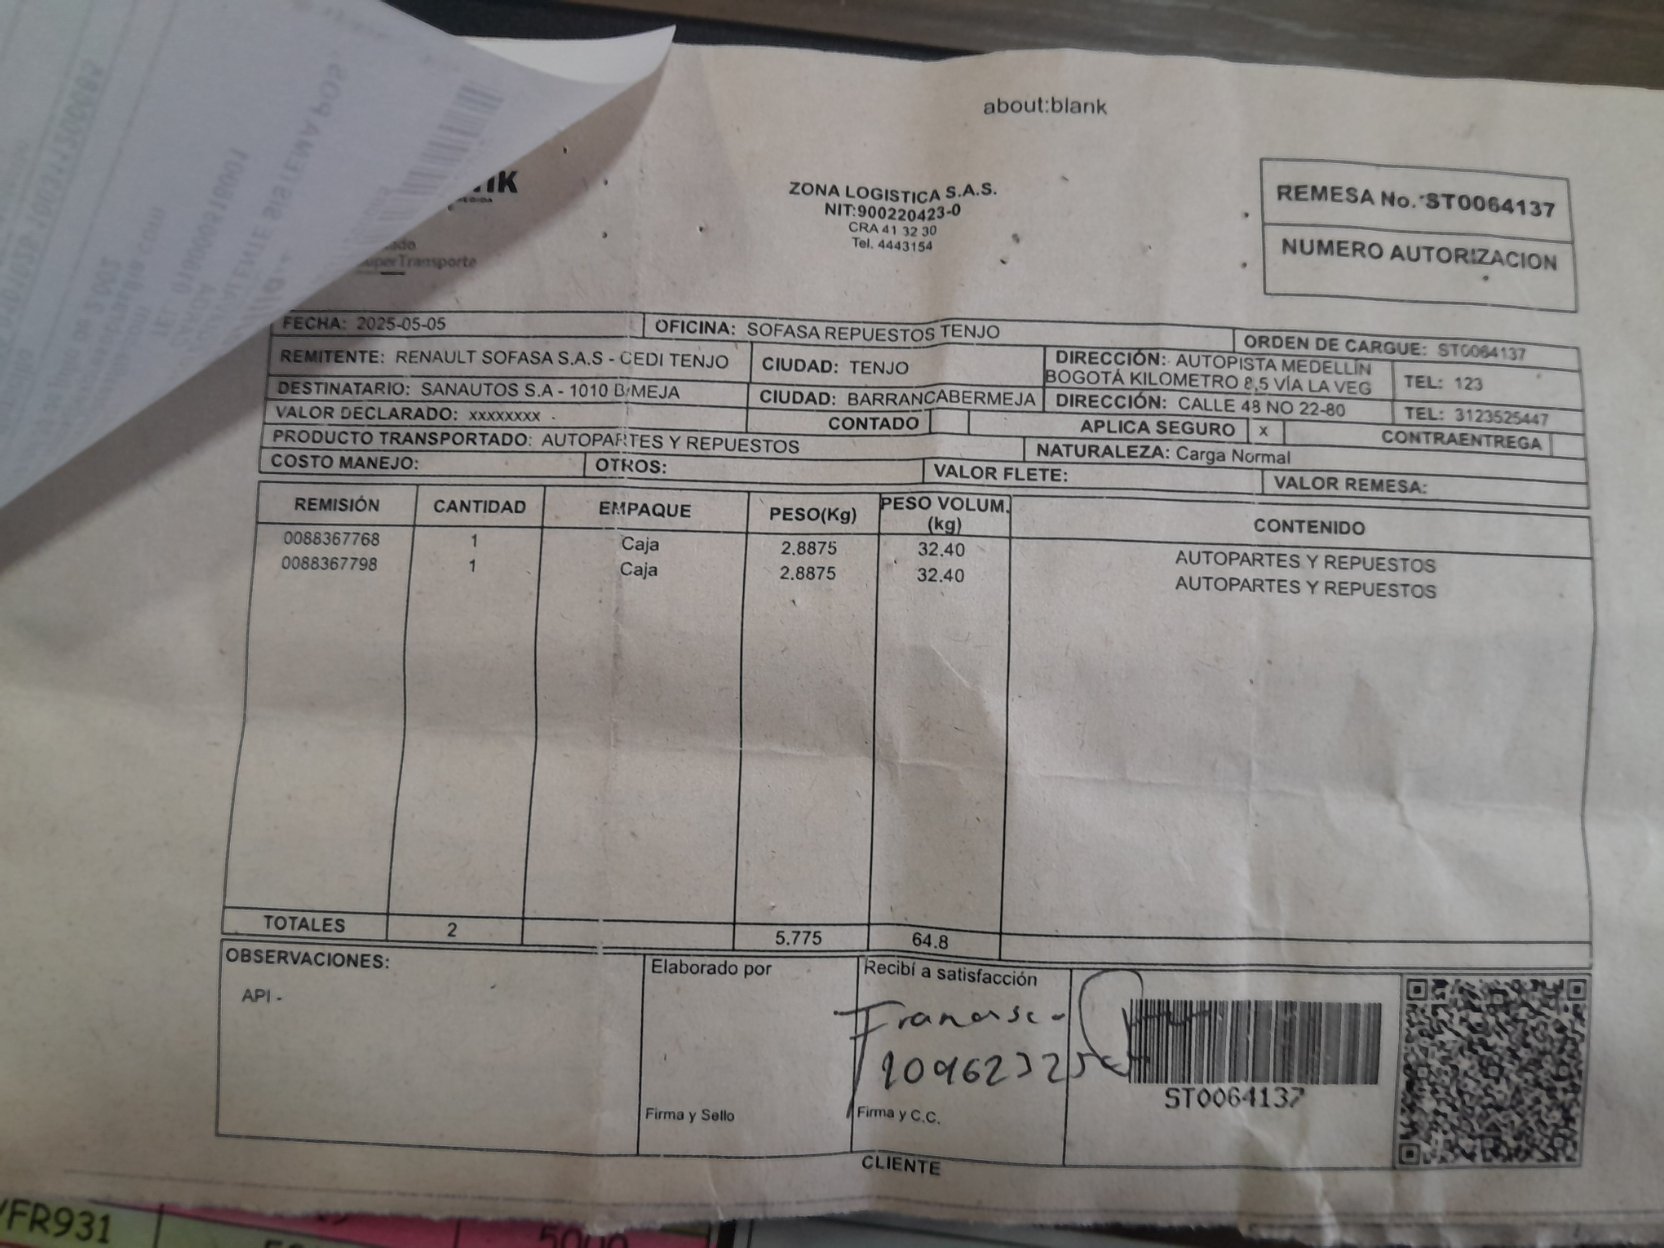 about:blank
ZONA LOGISTICA S.A.S.
NIT:900220423-0
CRA 41 32 30
Tel. 4443154
REMESA No. ST0064137
NUMERO AUTORIZACION
SuperTransporte
FECHA: 2025-05-05
OFICINA: SOFASA REPUESTOS TENJO
ORDEN DE CARGUE: ST0064137
REMITENTE: RENAULT SOFASA S.A.S - CEDI TENJO
CIUDAD: TENJO
DIRECCIÓN: AUTOPISTA MEDELLIN
BOGOTÁ KILOMETRO 8,5 VÍA LA VEG
TEL: 123
DESTINATARIO: SANAUTOS S.A - 1010 B/MEJA
CIUDAD: BARRANCABERMEJA
DIRECCIÓN: CALLE 48 NO 22-80
TEL: 3123525447
VALOR DECLARADO: xxxxxxxx
CONTADO
APLICA SEGURO x
CONTRAENTREGA
PRODUCTO TRANSPORTADO: AUTOPARTES Y REPUESTOS
NATURALEZA: Carga Normal
COSTO MANEJO:
OTROS:
VALOR FLETE:
VALOR REMESA:
REMISIÓN CANTIDAD EMPAQUE PESO(Kg) PESO VOLUM. (kg) CONTENIDO
0088367768 1 Caja 2.8875 32.40 AUTOPARTES Y REPUESTOS
0088367798 1 Caja 2.8875 32.40 AUTOPARTES Y REPUESTOS
TOTALES 2 5.775 64.8
OBSERVACIONES:
API -
Elaborado por
Firma y Sello
Recibí a satisfacción
Firma y C.C.
ST0064137
CLIENTE
/FR931